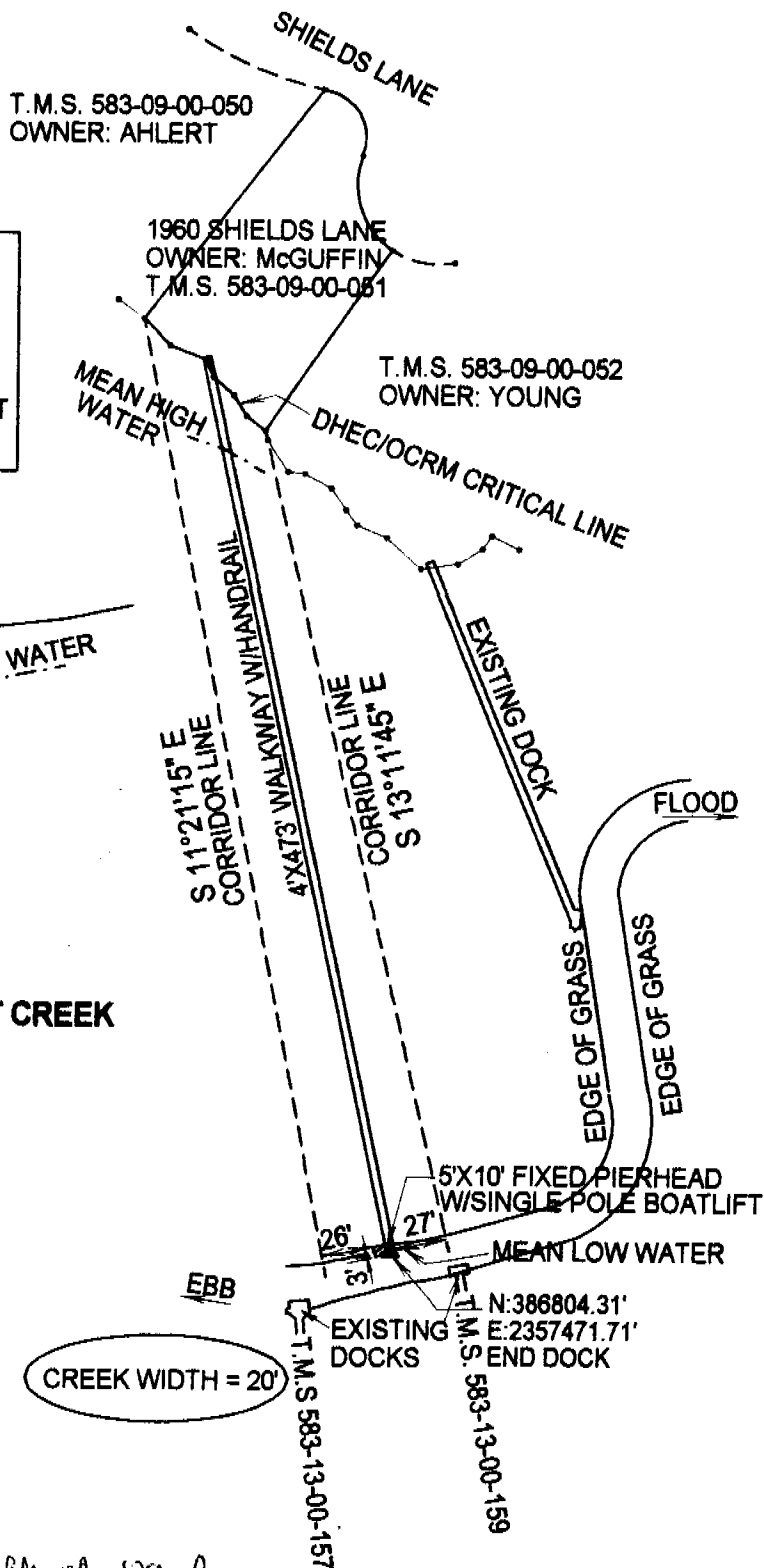 SHIELDS LANE
T.M.S. 583-09-00-050
OWNER: AHLERT
1960 SHIELDS LANE
OWNER: McGUFFIN
T.M.S. 583-09-00-051
T.M.S. 583-09-00-052
OWNER: YOUNG
MEAN HIGH
WATER
DHEC/OCRM CRITICAL LINE
T
WATER
S 11°21'15" E
CORRIDOR LINE
4'X473' WALKWAY W/HANDRAIL
CORRIDOR LINE
S 13°11'45" E
EXISTING DOCK
FLOOD
EDGE OF GRASS
EDGE OF GRASS
T CREEK
5'X10' FIXED PIERHEAD
W/SINGLE POLE BOATLIFT
26'
27'
3'
MEAN LOW WATER
EBB
N:386804.31'
E:2357471.71'
END DOCK
EXISTING
DOCKS
CREEK WIDTH = 20'
T.M.S 583-13-00-157
T.M.S. 583-13-00-159